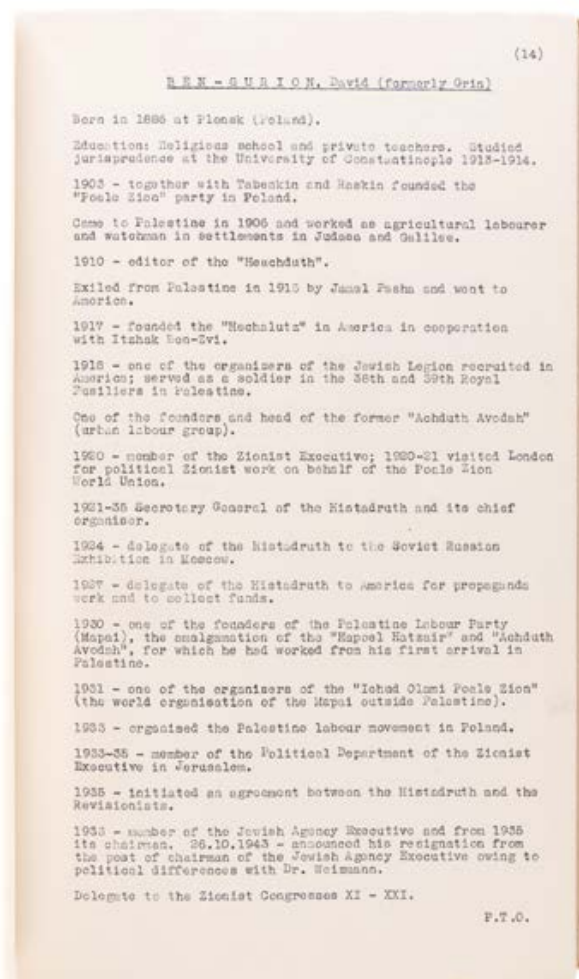 (14)
BEN-GURION, David (formerly Grin)
Born in 1886 at Plonsk (Poland).
Education: Religious school and private teachers. Studied
jurisprudence at the University of Constantinople 1913-1914.
1903 - together with Tabenkin and Raskin founded the
"Poale Zion" party in Poland.
Came to Palestine in 1906 and worked as agricultural labourer
and watchman in settlements in Judaea and Galilee.
1910 - editor of the "Heachduth".
Exiled from Palestine in 1915 by Jamal Pasha and went to
America.
1917 - founded the "Hechalutz" in America in cooperation
with Itzhak Ben-Zvi.
1918 - one of the organisers of the Jewish Legion recruited in
America; served as a soldier in the 38th and 39th Royal
Fusiliers in Palestine.
One of the founders and head of the former "Achduth Avodah"
(urban labour group).
1920 - member of the Zionist Executive; 1920-21 visited London
for political Zionist work on behalf of the Poale Zion
World Union.
1921-35 Secretary General of the Histadruth and its chief
organiser.
1924 - delegate of the Histadruth to the Soviet Russian
Exhibition in Moscow.
1927 - delegate of the Histadruth to America for propaganda
work and to collect funds.
1930 - one of the founders of the Palestine Labour Party
(Mapai), the amalgamation of the "Hapoel Hatzair" and "Achduth
Avodah", for which he had worked from his first arrival in
Palestine.
1931 - one of the organisers of the "Ichud Olami Poale Zion"
(the world organisation of the Mapai outside Palestine).
1933 - organised the Palestine labour movement in Poland.
1933-35 - member of the Political Department of the Zionist
Executive in Jerusalem.
1935 - initiated an agreement between the Histadruth and the
Revisionists.
1933 - member of the Jewish Agency Executive and from 1935
its chairman. 26.10.1943 - announced his resignation from
the post of chairman of the Jewish Agency Executive owing to
political differences with Dr. Weizmann.
Delegate to the Zionist Congresses XI - XXI.
P.T.O.